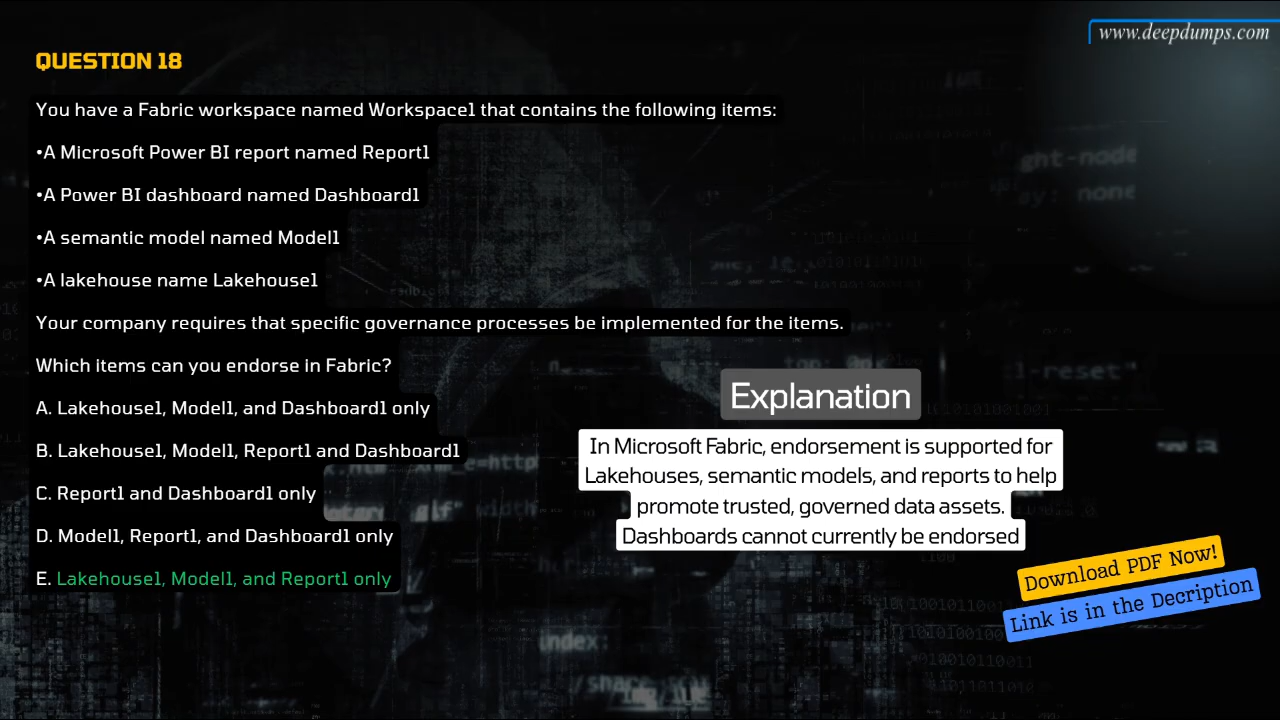 www.deepdumps.com
QUESTION 18
You have a Fabric workspace named Workspace1 that contains the following items:
•A Microsoft Power BI report named Report1
•A Power BI dashboard named Dashboard1
•A semantic model named Model1
•A lakehouse name Lakehouse1
Your company requires that specific governance processes be implemented for the items.
Which items can you endorse in Fabric?
A. Lakehouse1, Model1, and Dashboard1 only
B. Lakehouse1, Model1, Report1 and Dashboard1
C. Report1 and Dashboard1 only
D. Model1, Report1, and Dashboard1 only
E. Lakehouse1, Model1, and Report1 only
Explanation
In Microsoft Fabric, endorsement is supported for
Lakehouses, semantic models, and reports to help
promote trusted, governed data assets.
Dashboards cannot currently be endorsed
Download PDF Now!
Link is in the Decription
ght-node
none
l-reset"
index: